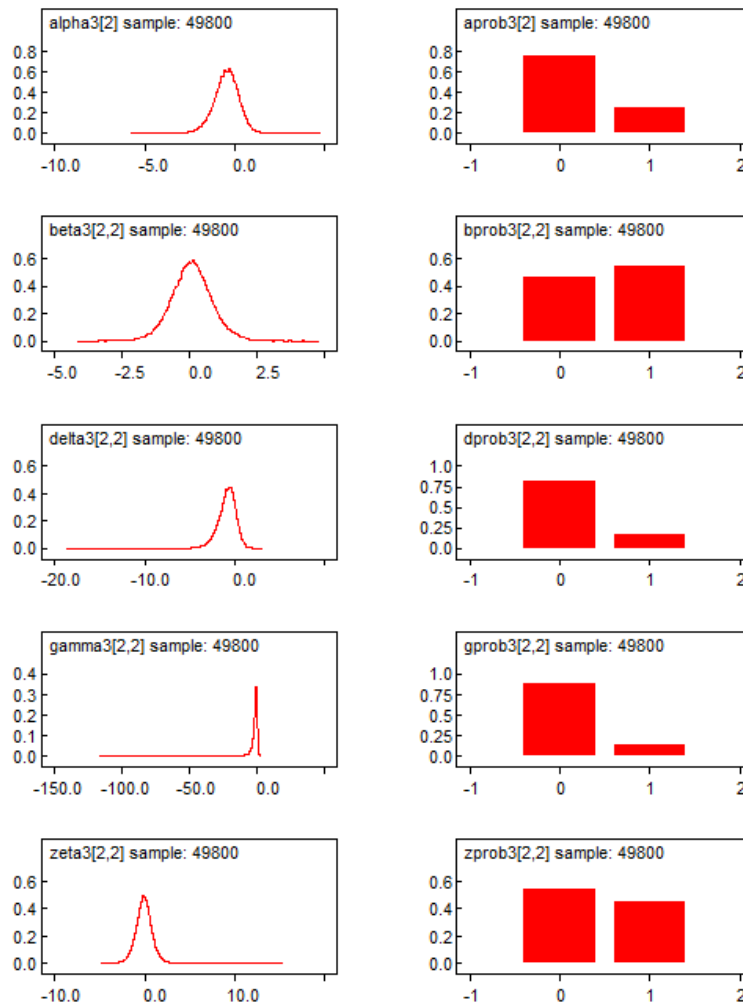 alpha3[2] sample: 49800
0.8
0.6
0.4
0.2
0.0
-10.0 -5.0 0.0
aprob3[2] sample: 49800
0.8
0.6
0.4
0.2
0.0
-1 0 1 2
beta3[2,2] sample: 49800
0.6
0.4
0.2
0.0
-5.0 -2.5 0.0 2.5
bprob3[2,2] sample: 49800
0.6
0.4
0.2
0.0
-1 0 1 2
delta3[2,2] sample: 49800
0.6
0.4
0.2
0.0
-20.0 -10.0 0.0
dprob3[2,2] sample: 49800
1.0
0.75
0.5
0.25
0.0
-1 0 1 2
gamma3[2,2] sample: 49800
0.4
0.3
0.2
0.1
0.0
-150.0 -100.0 -50.0 0.0
gprob3[2,2] sample: 49800
1.0
0.75
0.5
0.25
0.0
-1 0 1 2
zeta3[2,2] sample: 49800
0.6
0.4
0.2
0.0
-10.0 0.0 10.0
zprob3[2,2] sample: 49800
0.6
0.4
0.2
0.0
-1 0 1 2